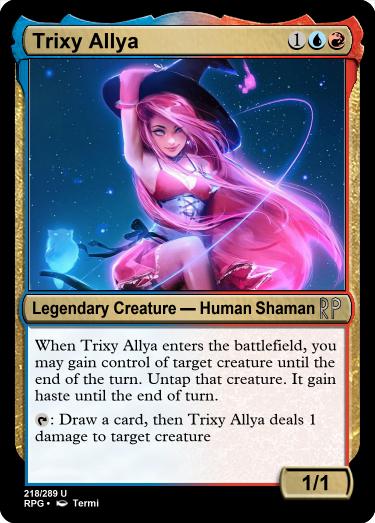 Trixy Allya 1
Legendary Creature — Human Shaman RP
When Trixy Allya enters the battlefield, you
may gain control of target creature until the
end of the turn. Untap that creature. It gain
haste until the end of turn.
: Draw a card, then Trixy Allya deals 1
damage to target creature
1/1
218/289 U
RPG • Termi